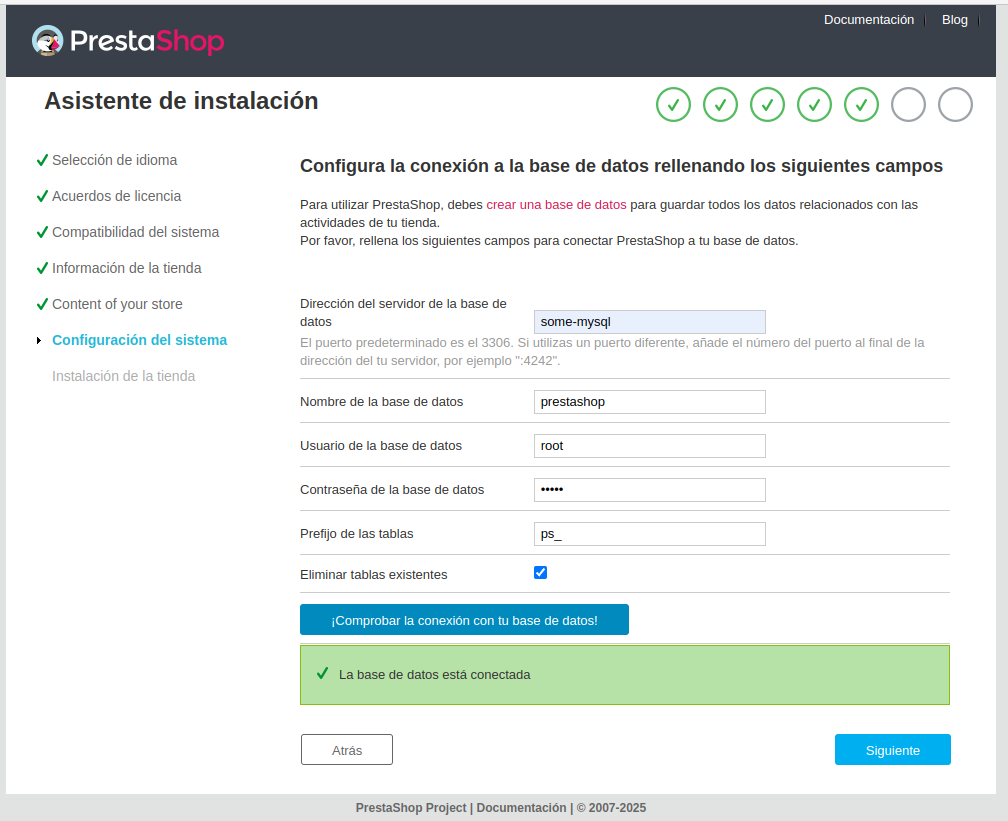 Documentación
Blog
PrestaShop
Asistente de instalación
Selección de idioma
Acuerdos de licencia
Compatibilidad del sistema
Información de la tienda
Content of your store
Configuración del sistema
Instalación de la tienda
Configura la conexión a la base de datos rellenando los siguientes campos
Para utilizar PrestaShop, debes crear una base de datos para guardar todos los datos relacionados con las
actividades de tu tienda.
Por favor, rellena los siguientes campos para conectar PrestaShop a tu base de datos.
Dirección del servidor de la base de
datos
some-mysql
El puerto predeterminado es el 3306. Si utilizas un puerto diferente, añade el número del puerto al final de la
dirección del tu servidor, por ejemplo ":4242".
Nombre de la base de datos
prestashop
Usuario de la base de datos
root
Contraseña de la base de datos
•••••
Prefijo de las tablas
ps_
Eliminar tablas existentes
¡Comprobar la conexión con tu base de datos!
La base de datos está conectada
Atrás
Siguiente
PrestaShop Project | Documentación | © 2007-2025